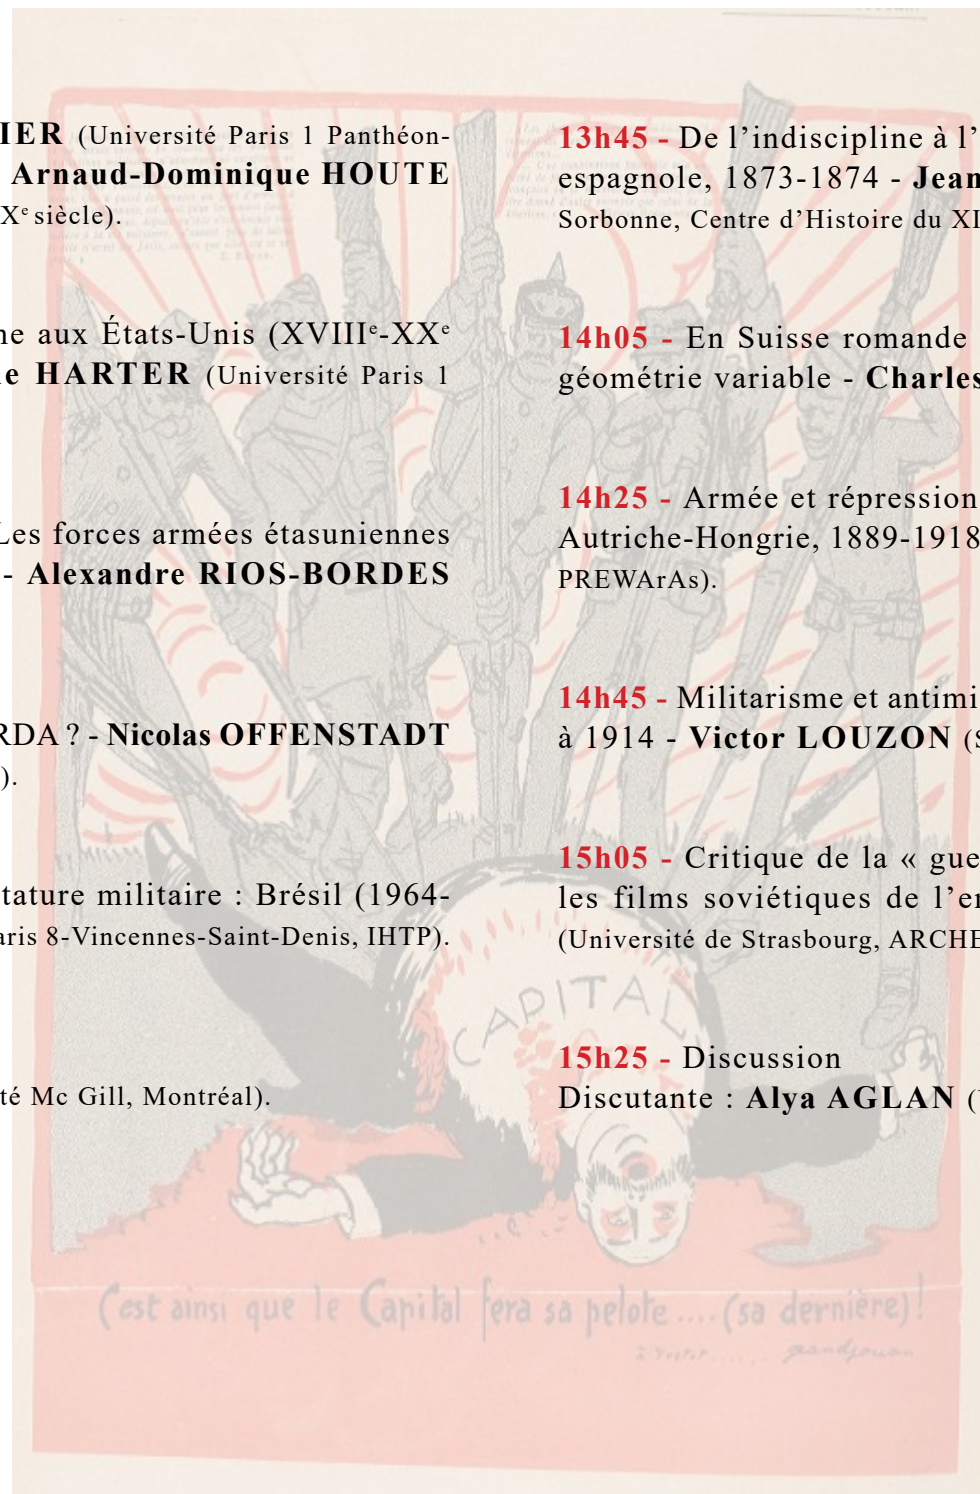 IER (Université Paris 1 Panthéon-
Arnaud-Dominique HOUTE
Xᵉ siècle).
ne aux États-Unis (XVIIIᵉ-XXᵉ
e HARTER (Université Paris 1
Les forces armées étasuniennes
- Alexandre RIOS-BORDES
RDA ? - Nicolas OFFENSTADT
).
tature militaire : Brésil (1964-
aris 8-Vincennes-Saint-Denis, IHTP).
té Mc Gill, Montréal).
13h45 - De l’indiscipline à l’
espagnole, 1873-1874 - Jean
Sorbonne, Centre d’Histoire du XI
14h05 - En Suisse romande
géométrie variable - Charles
14h25 - Armée et répression
Autriche-Hongrie, 1889-1918
PREWArAs).
14h45 - Militarisme et antimi
à 1914 - Victor LOUZON (S
15h05 - Critique de la « gue
les films soviétiques de l’e
(Université de Strasbourg, ARCHE
15h25 - Discussion
Discutante : Alya AGLAN (
CAPITAL
C'est ainsi que le Capital fera sa pelote .... (sa dernière) !
grandjouan